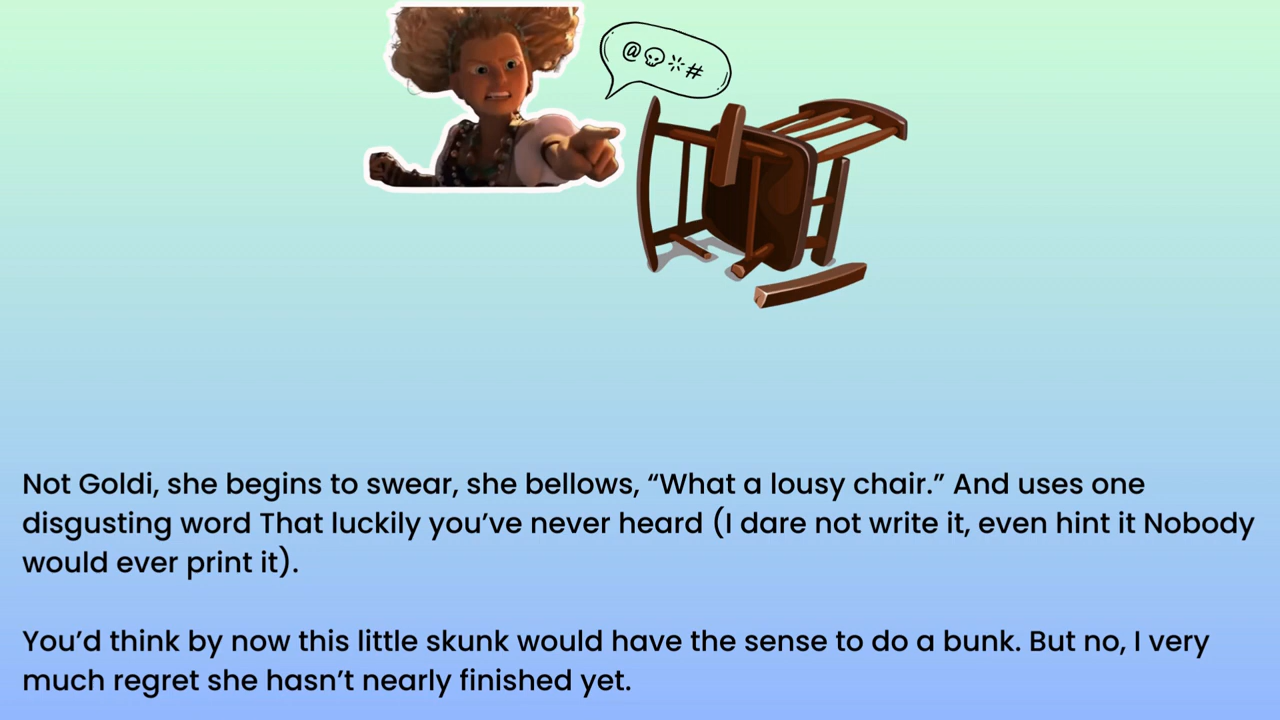 @ #
Not Goldi, she begins to swear, she bellows, “What a lousy chair.” And uses one
disgusting word That luckily you’ve never heard (I dare not write it, even hint it Nobody
would ever print it).
You’d think by now this little skunk would have the sense to do a bunk. But no, I very
much regret she hasn’t nearly finished yet.